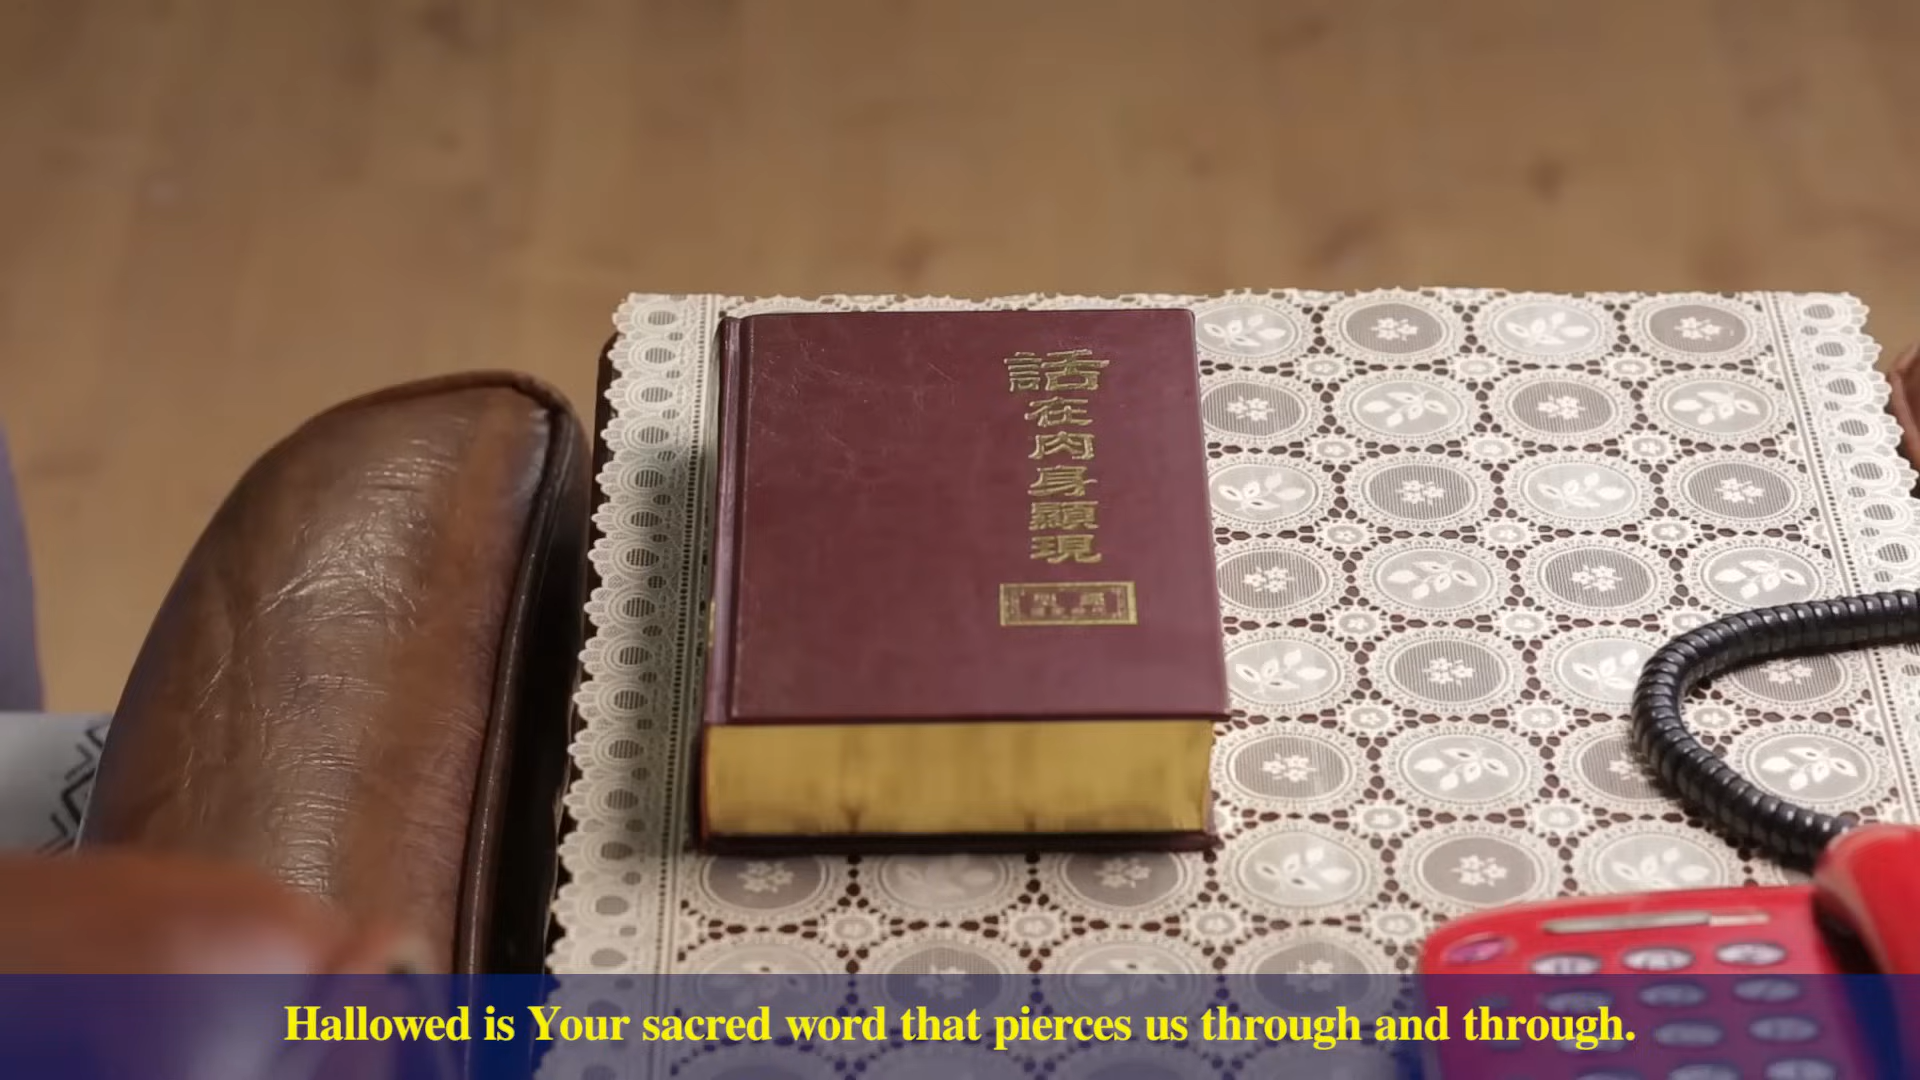 話在肉身顯現
Hallowed is Your sacred word that pierces us through and through.